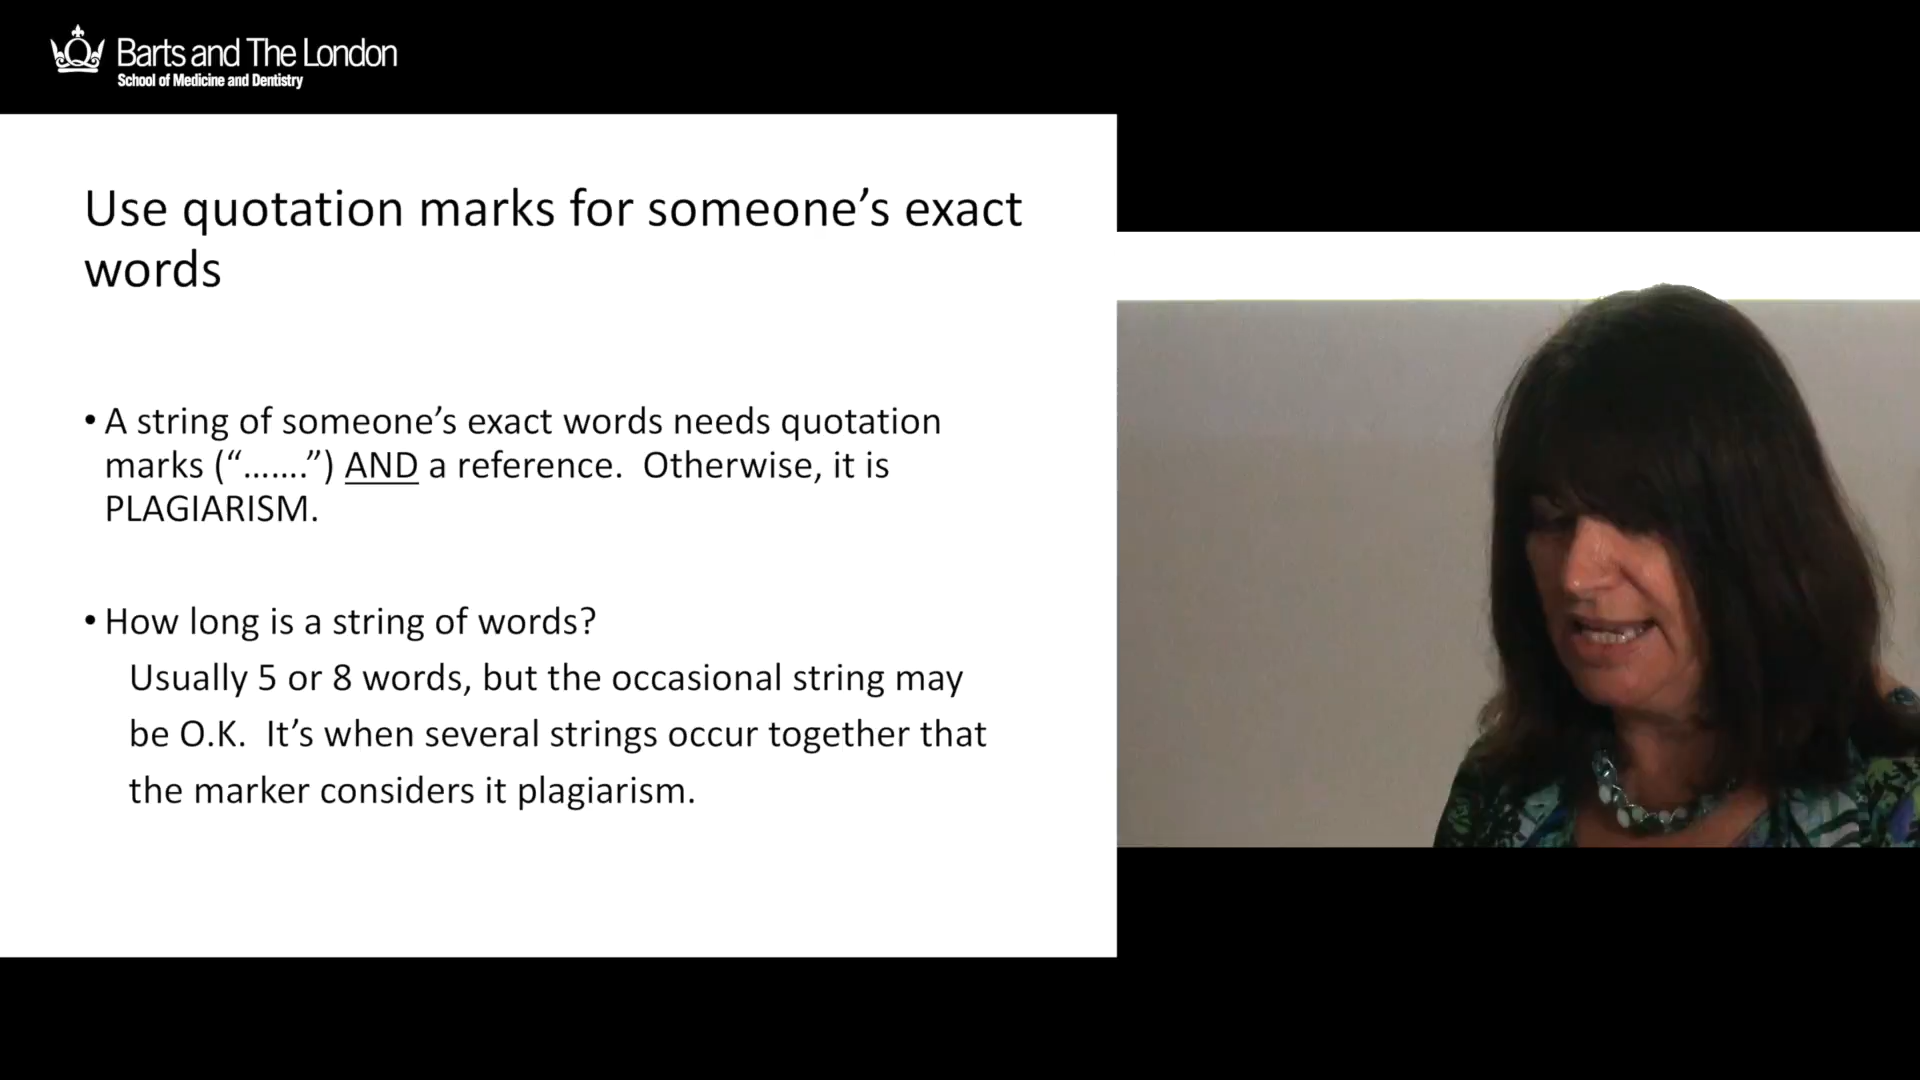 Barts and The London
School of Medicine and Dentistry
Use quotation marks for someone’s exact
words
• A string of someone’s exact words needs quotation
marks (“…….”) AND a reference.  Otherwise, it is
PLAGIARISM.
• How long is a string of words?
Usually 5 or 8 words, but the occasional string may
be O.K.  It’s when several strings occur together that
the marker considers it plagiarism.